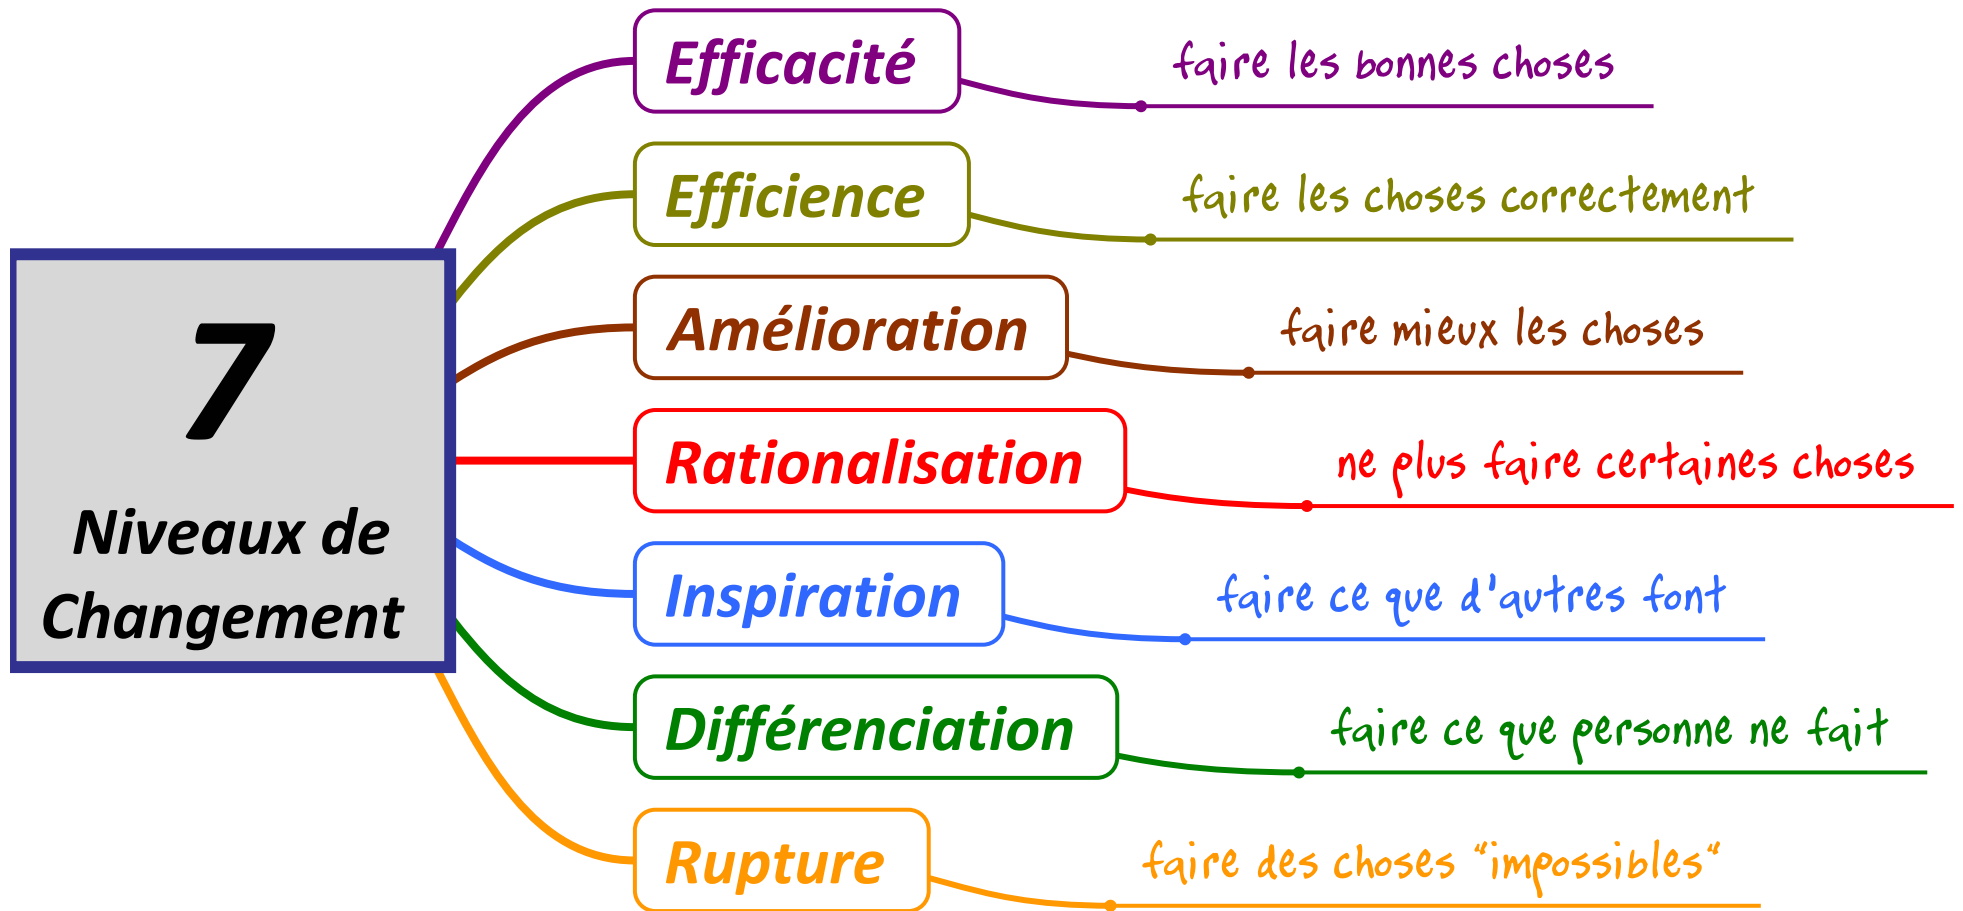 7
Niveaux de
Changement
Efficacité
faire les bonnes choses
Efficience
faire les choses correctement
Amélioration
faire mieux les choses
Rationalisation
ne plus faire certaines choses
Inspiration
faire ce que d'autres font
Différenciation
faire ce que personne ne fait
Rupture
faire des choses “impossibles“